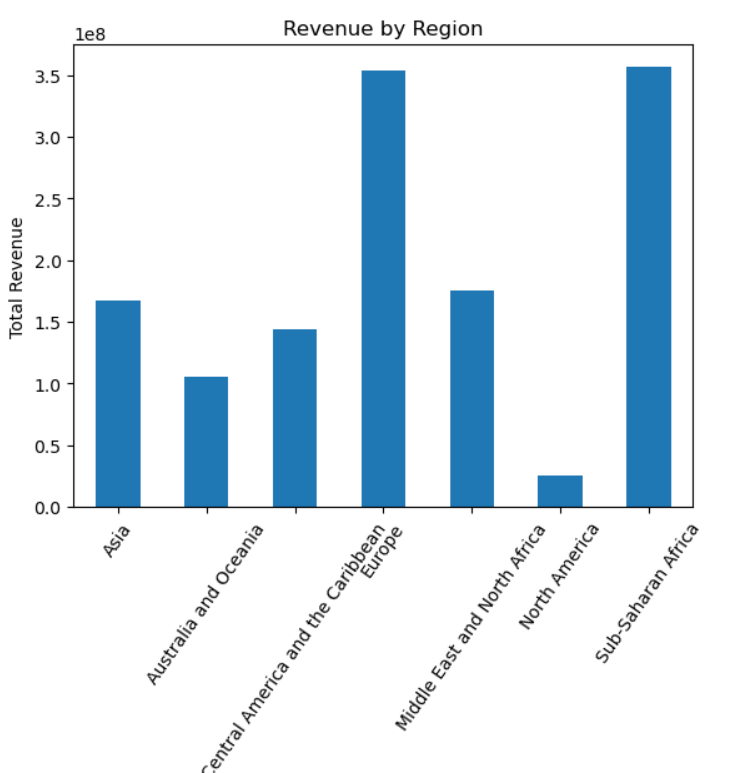 Revenue by Region
1e8
3.5
3.0
2.5
2.0
1.5
1.0
0.5
0.0
Total Revenue
Asia
Australia and Oceania
Central America and the Caribbean
Europe
Middle East and North Africa
North America
Sub-Saharan Africa